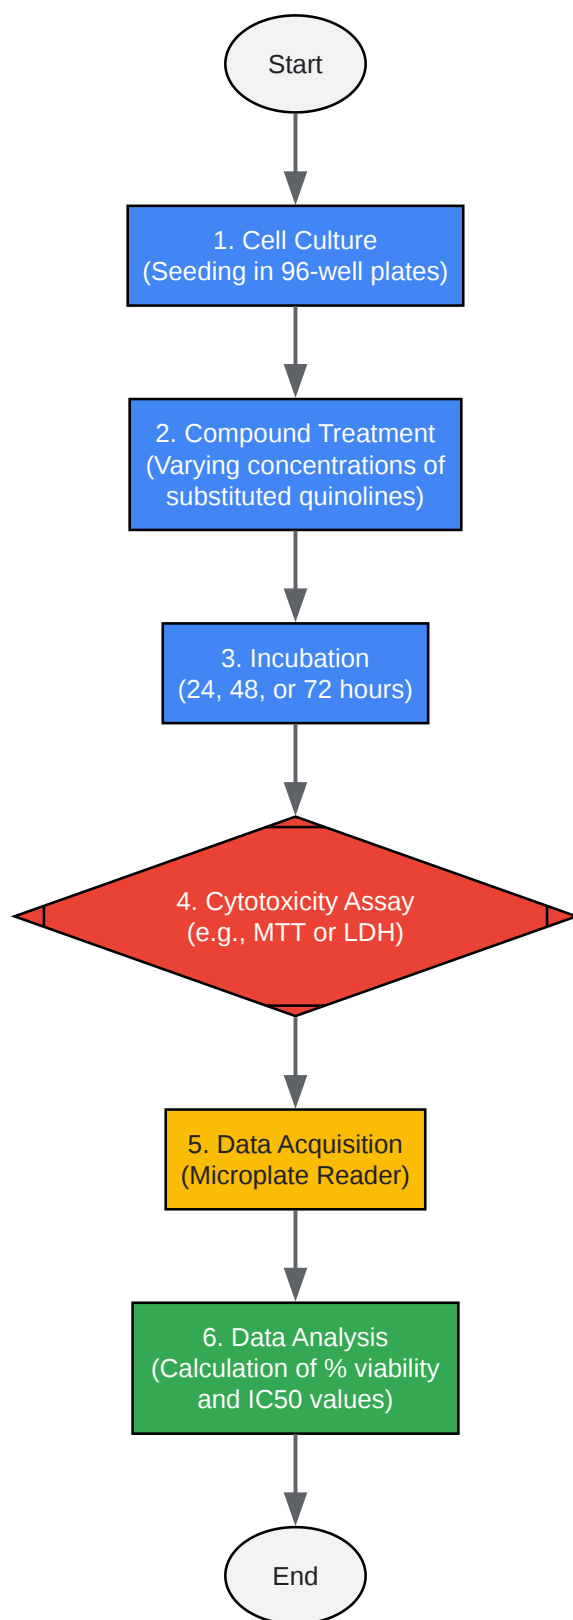 Start
1. Cell Culture
(Seeding in 96-well plates)
2. Compound Treatment
(Varying concentrations of
substituted quinolines)
3. Incubation
(24, 48, or 72 hours)
4. Cytotoxicity Assay
(e.g., MTT or LDH)
5. Data Acquisition
(Microplate Reader)
6. Data Analysis
(Calculation of % viability
and IC50 values)
End